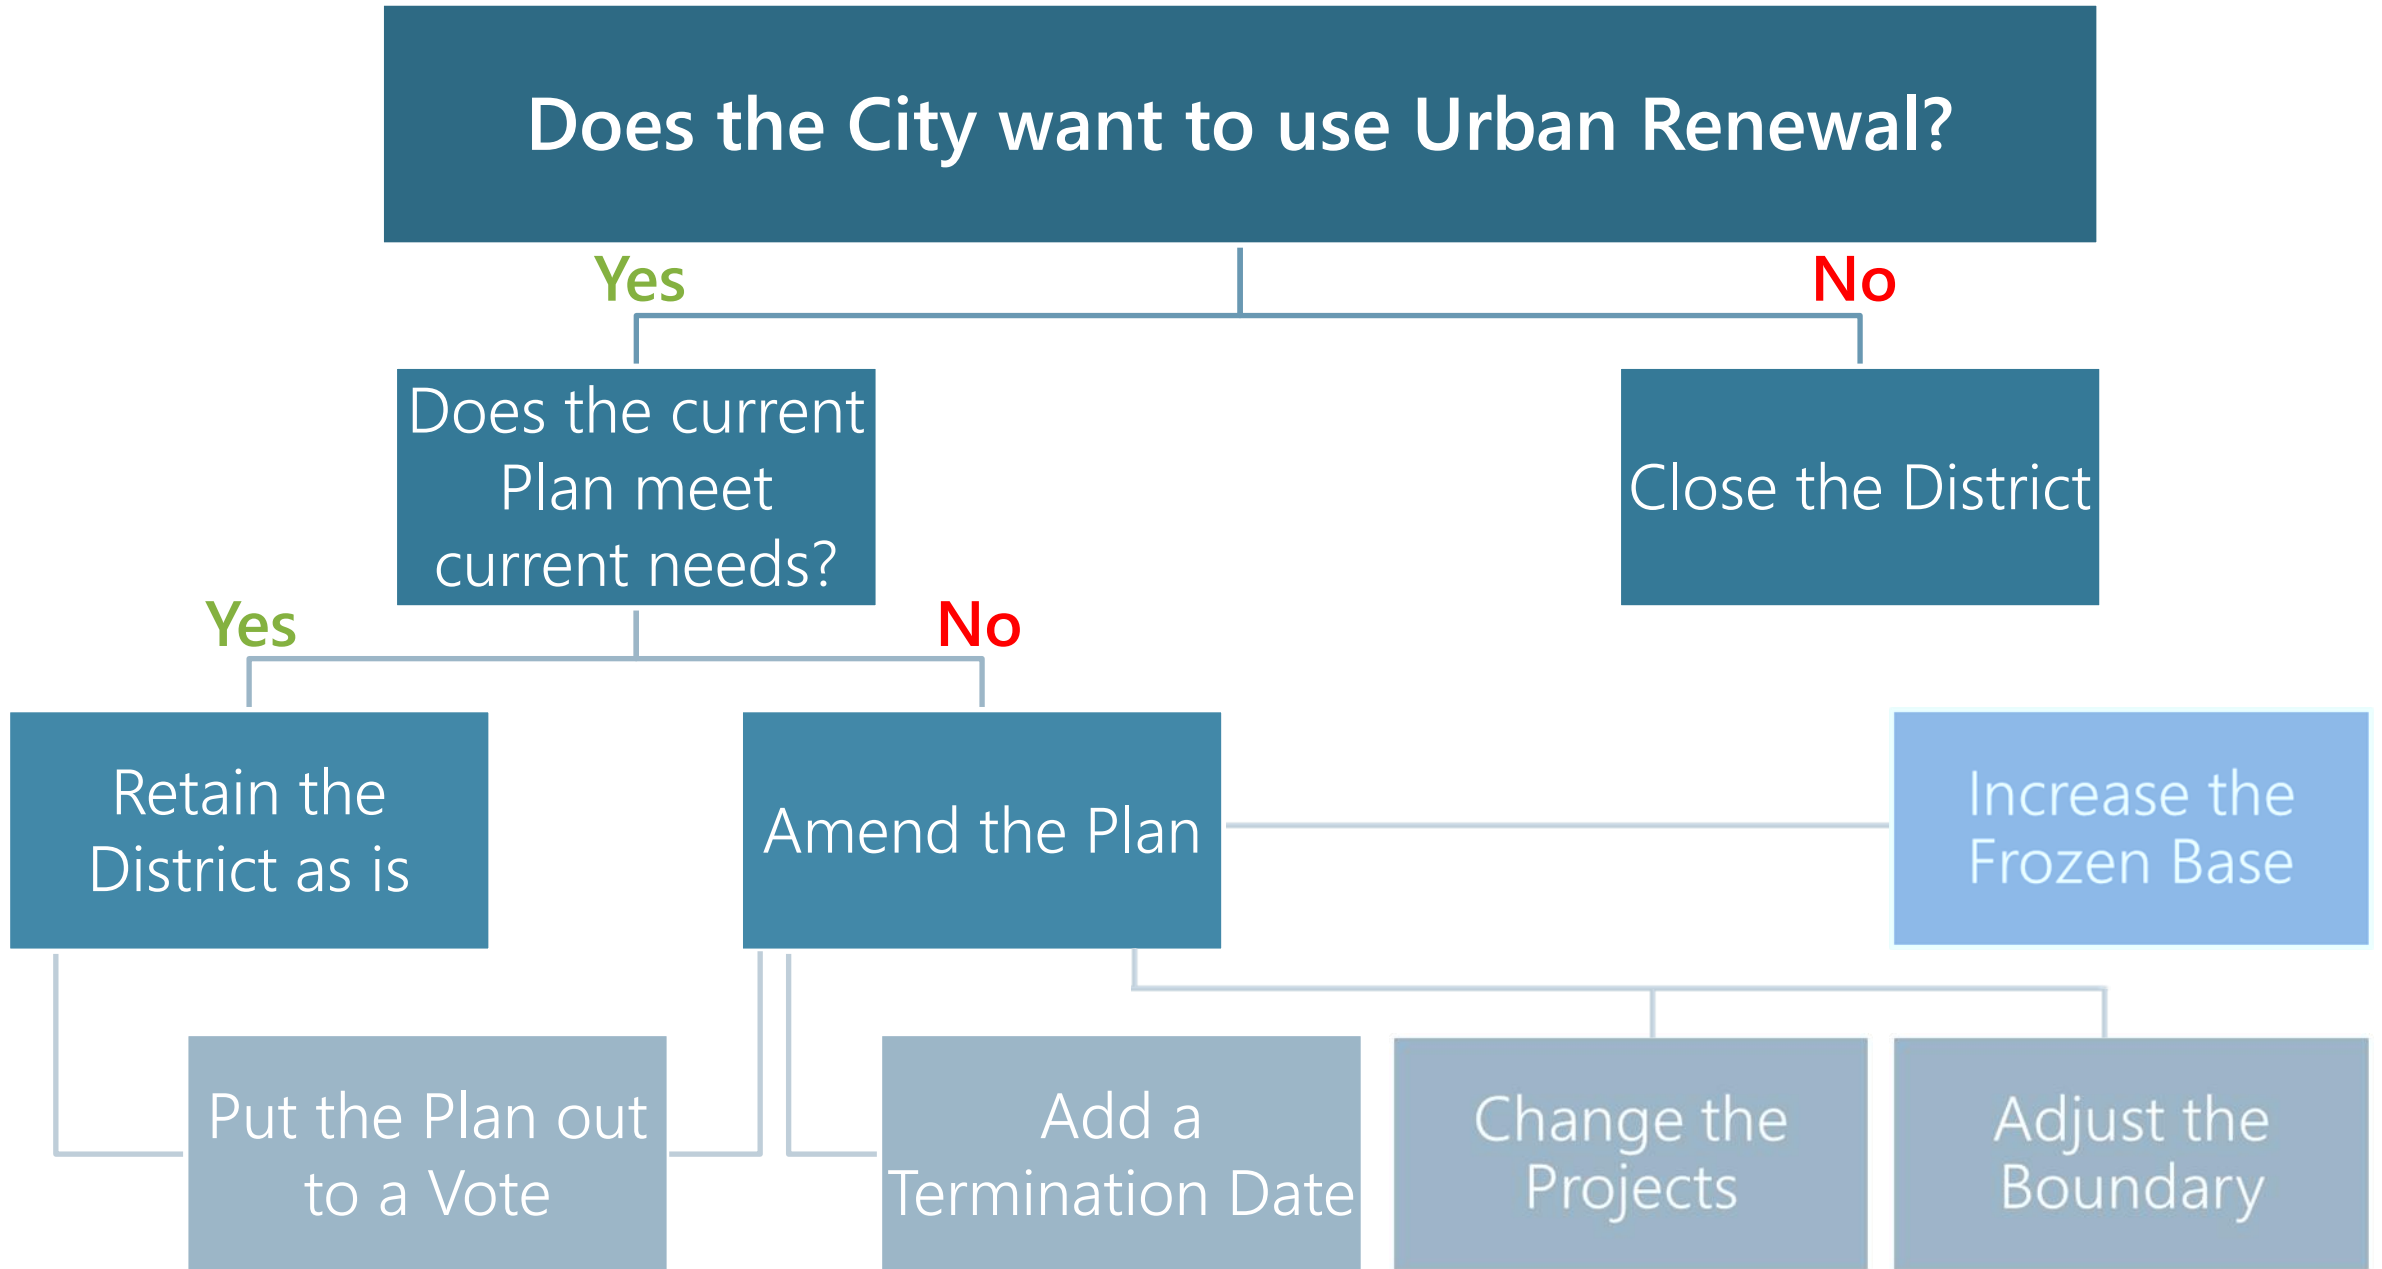 Does the City want to use Urban Renewal?
Yes
No
Does the current
Plan meet
current needs?
Close the District
Yes
No
Retain the
District as is
Amend the Plan
Increase the
Frozen Base
Put the Plan out
to a Vote
Add a
Termination Date
Change the
Projects
Adjust the
Boundary